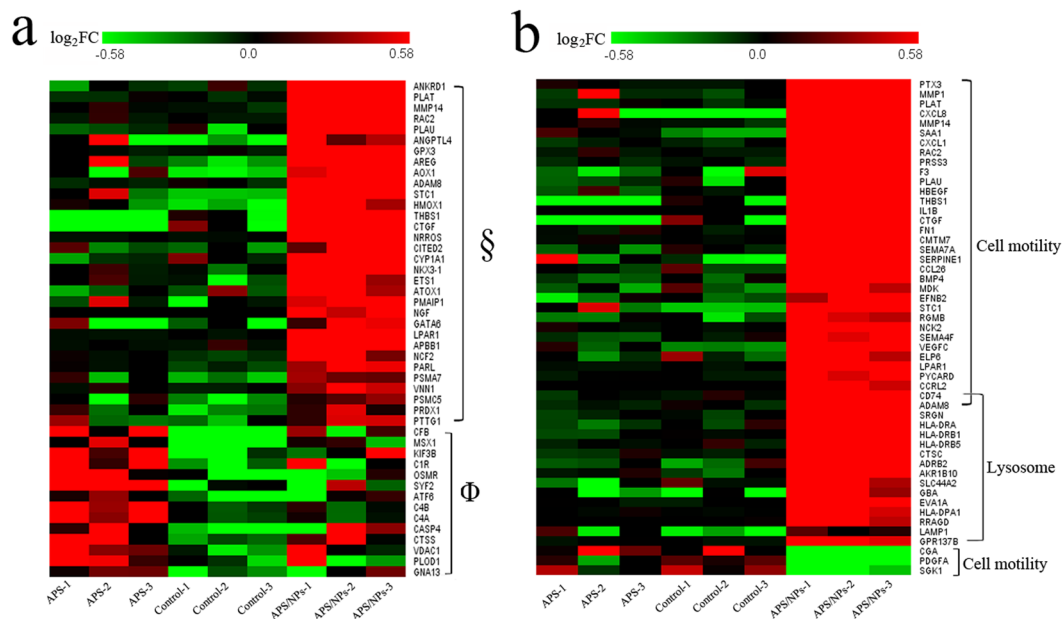 a
log2FC
-0.58 0.0 0.58
ANKRD1
PLAT
MMP14
RAC2
PLAU
ANGPTL4
GPX3
AREG
AOX1
ADAM8
STC1
HMOX1
THBS1
CTGF
NRROS
CITED2
CYP1A1
NKX3-1
ETS1
ATOX1
PMAIP1
NGF
GATA6
LPAR1
APBB1
NCF2
PARL
PSMA7
VNN1
PSMC5
PRDX1
PTTG1
§
CFB
MSX1
KIF3B
C1R
OSMR
SYF2
ATF6
C4B
C4A
CASP4
CTSS
VDAC1
PLOD1
GNA13
Φ
APS-1 APS-2 APS-3 Control-1 Control-2 Control-3 APS/NPs-1 APS/NPs-2 APS/NPs-3
b
log2FC
-0.58 0.0 0.58
PTX3
MMP1
PLAT
CXCL8
MMP14
SAA1
CXCL1
RAC2
PRSS3
F3
PLAU
HBEGF
THBS1
IL1B
CTGF
FN1
CMTM7
SEMA7A
SERPINE1
CCL26
BMP4
MDK
EFNB2
STC1
RGMB
NCK2
SEMA4F
VEGFC
ELP6
LPAR1
PYCARD
CCRL2
CD74
ADAM8
Cell motility
SRGN
HLA-DRA
HLA-DRB1
HLA-DRB5
CTSC
ADRB2
AKR1B10
SLC44A2
GBA
EVA1A
HLA-DPA1
RRAGD
LAMP1
GPR137B
Lysosome
CGA
PDGFA
SGK1
Cell motility
APS-1 APS-2 APS-3 Control-1 Control-2 Control-3 APS/NPs-1 APS/NPs-2 APS/NPs-3